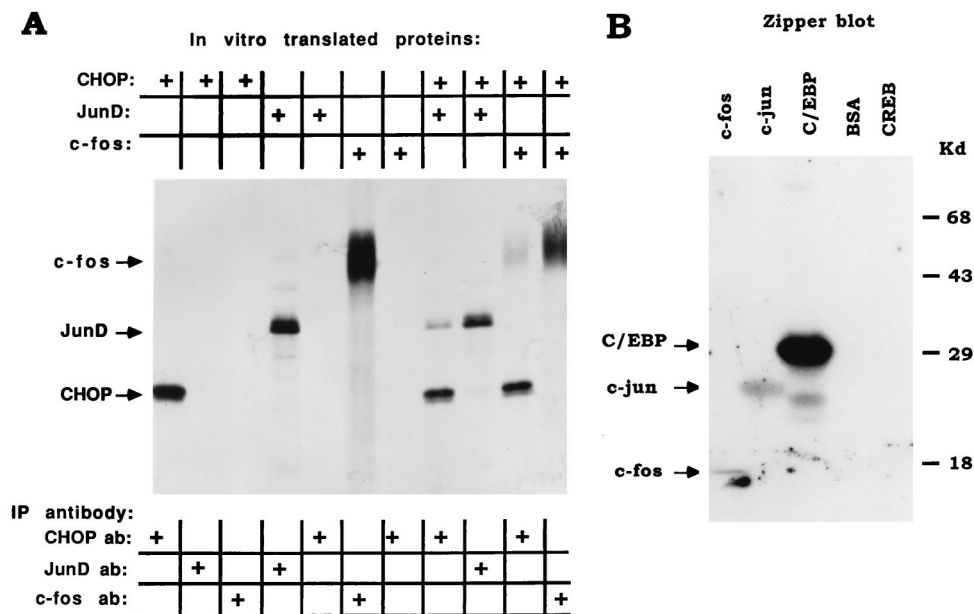 A
In vitro translated proteins:
CHOP: + + + + + + +
JunD: + + + +
c-fos: + + + +
c-fos
JunD
CHOP
IP antibody:
CHOP ab: + + + + +
JunD ab: + + +
c-fos ab: + + +
B
Zipper blot
c-fos
c-jun
C/EBP
BSA
CREB
Kd
68
43
C/EBP
29
c-jun
c-fos
18